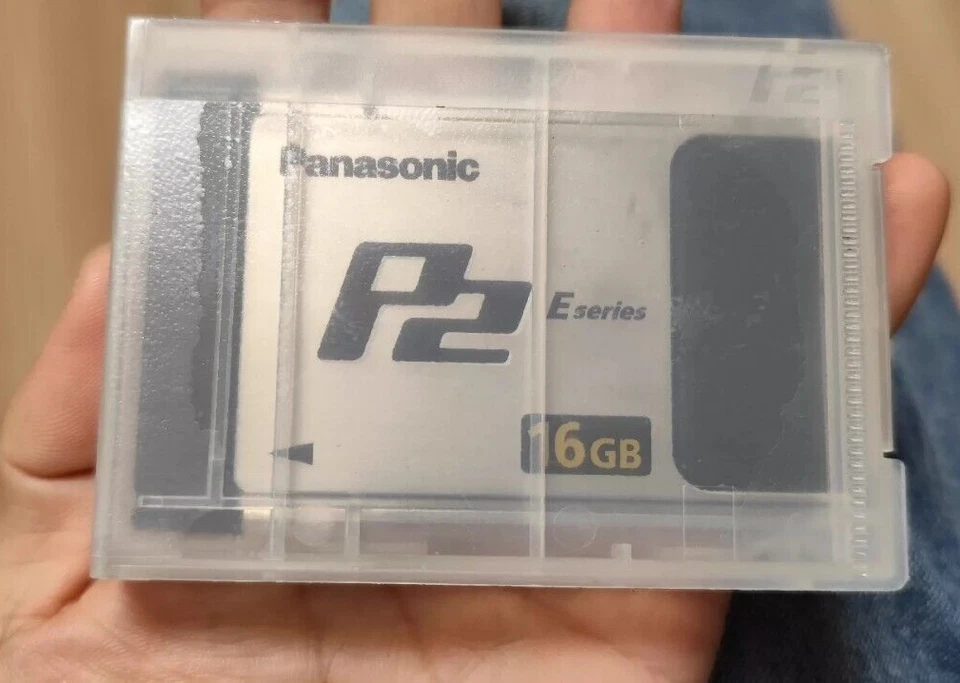 P2
Panasonic
P2 E series
16GB